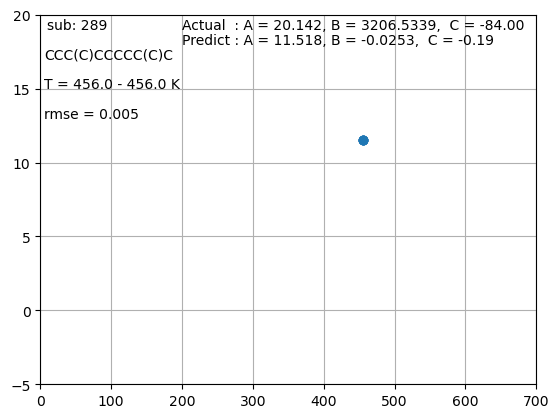 sub: 289
Actual  : A = 20.142, B = 3206.5339,  C = -84.00
Predict : A = 11.518, B = -0.0253,  C = -0.19
CCC(C)CCCCC(C)C
T = 456.0 - 456.0 K
rmse = 0.005
20
15
10
5
0
−5
0 100 200 300 400 500 600 700